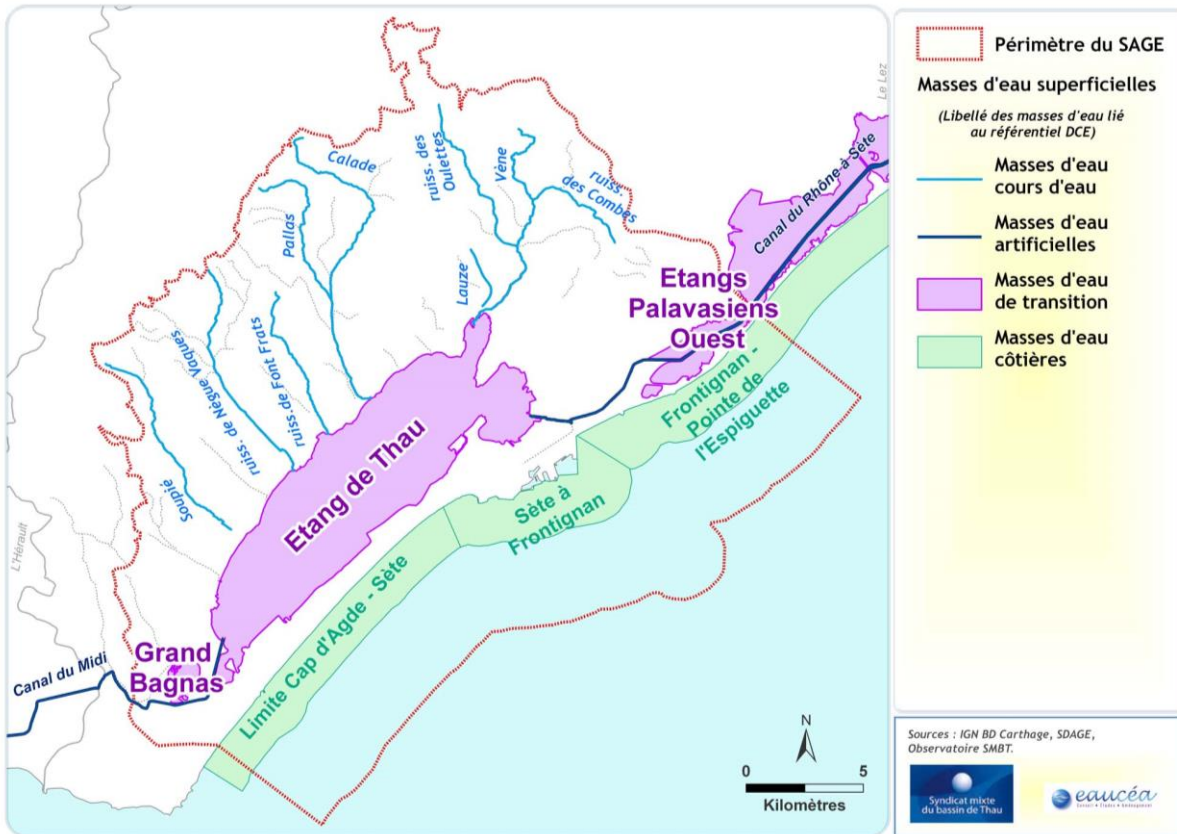 Le Lez
Calade
ruiss. des
Oulettes
Vène
ruiss.
des Combes
Canal du Rhône-à-Sète
Pallas
Lauze
Etangs
Palavasiens
Ouest
ruiss. de Nègue Vaques
ruiss.de Font Frats
Soupié
L'Hérault
Etang de Thau
Frontignan -
Pointe de
l'Espiguette
Sète à
Frontignan
Limite Cap d'Agde - Sète
Grand
Bagnas
Canal du Midi
N
0 5
Kilomètres
Périmètre du SAGE
Masses d'eau superficielles
(Libellé des masses d'eau lié
au référentiel DCE)
Masses d'eau
cours d'eau
Masses d'eau
artificielles
Masses d'eau
de transition
Masses d'eau
côtières
Sources : IGN BD Carthage, SDAGE,
Observatoire SMBT.
Syndicat mixte
du bassin de Thau
eaucéa